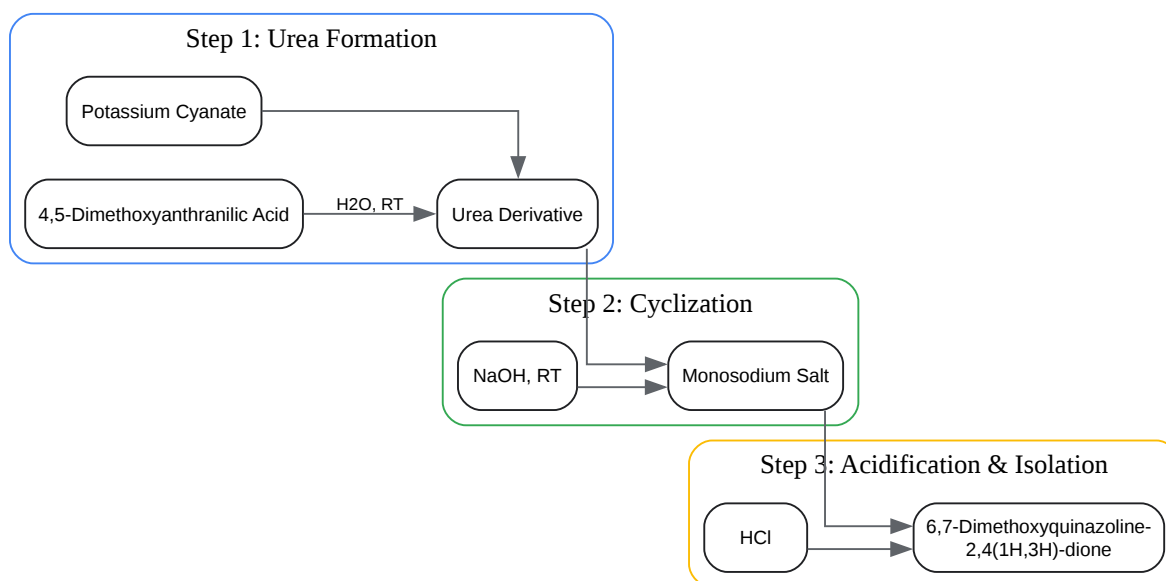 Step 1: Urea Formation
Potassium Cyanate
4,5-Dimethoxyanthranilic Acid
H2O, RT
Urea Derivative
Step 2: Cyclization
NaOH, RT
Monosodium Salt
Step 3: Acidification & Isolation
HCl
6,7-Dimethoxyquinazoline-
2,4(1H,3H)-dione